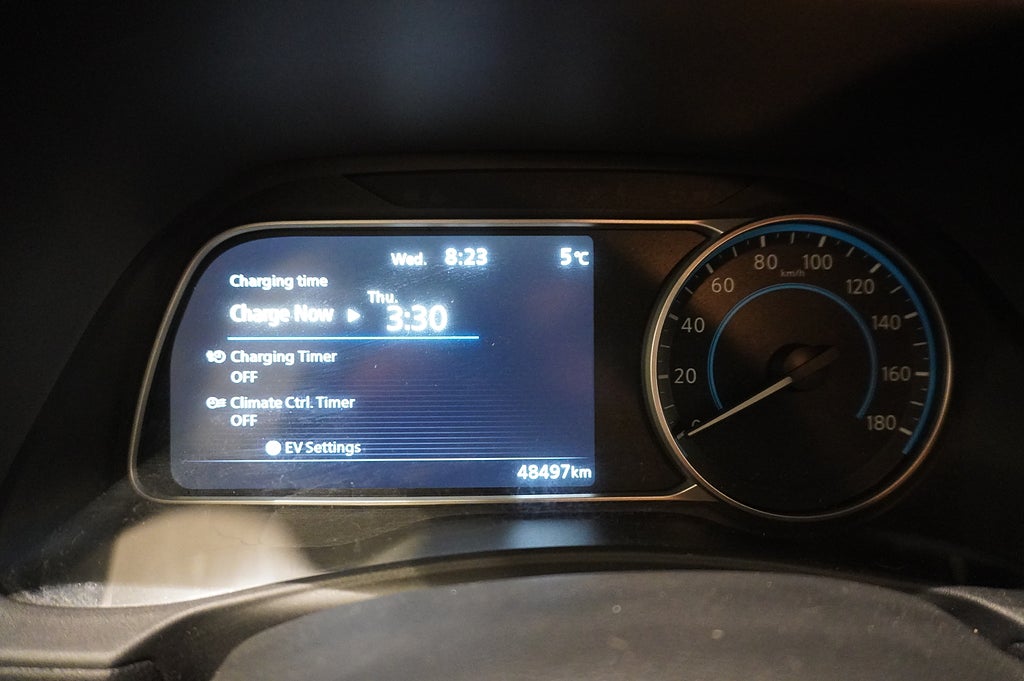 Wed. 8:23 5°C
Charging time
Charge Now ▶ Thu. 3:30
Charging Timer
OFF
Climate Ctrl. Timer
OFF
EV Settings
48497km
0 20 40 60 80 100 120 140 160 180
km/h